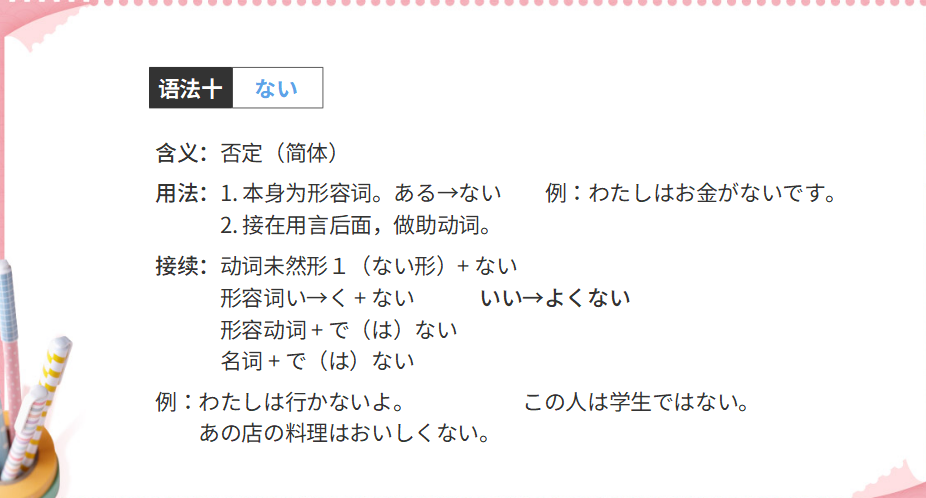 语法十 ない
含义：否定（简体）
用法：1. 本身为形容词。ある→ない 例：わたしはお金がないです。
2. 接在用言后面，做助动词。
接续：动词未然形１（ない形）+ ない
形容词い→く + ない いい→よくない
形容动词 + で（は）ない
名词 + で（は）ない
例：わたしは行かないよ。 この人は学生ではない。
あの店の料理はおいしくない。